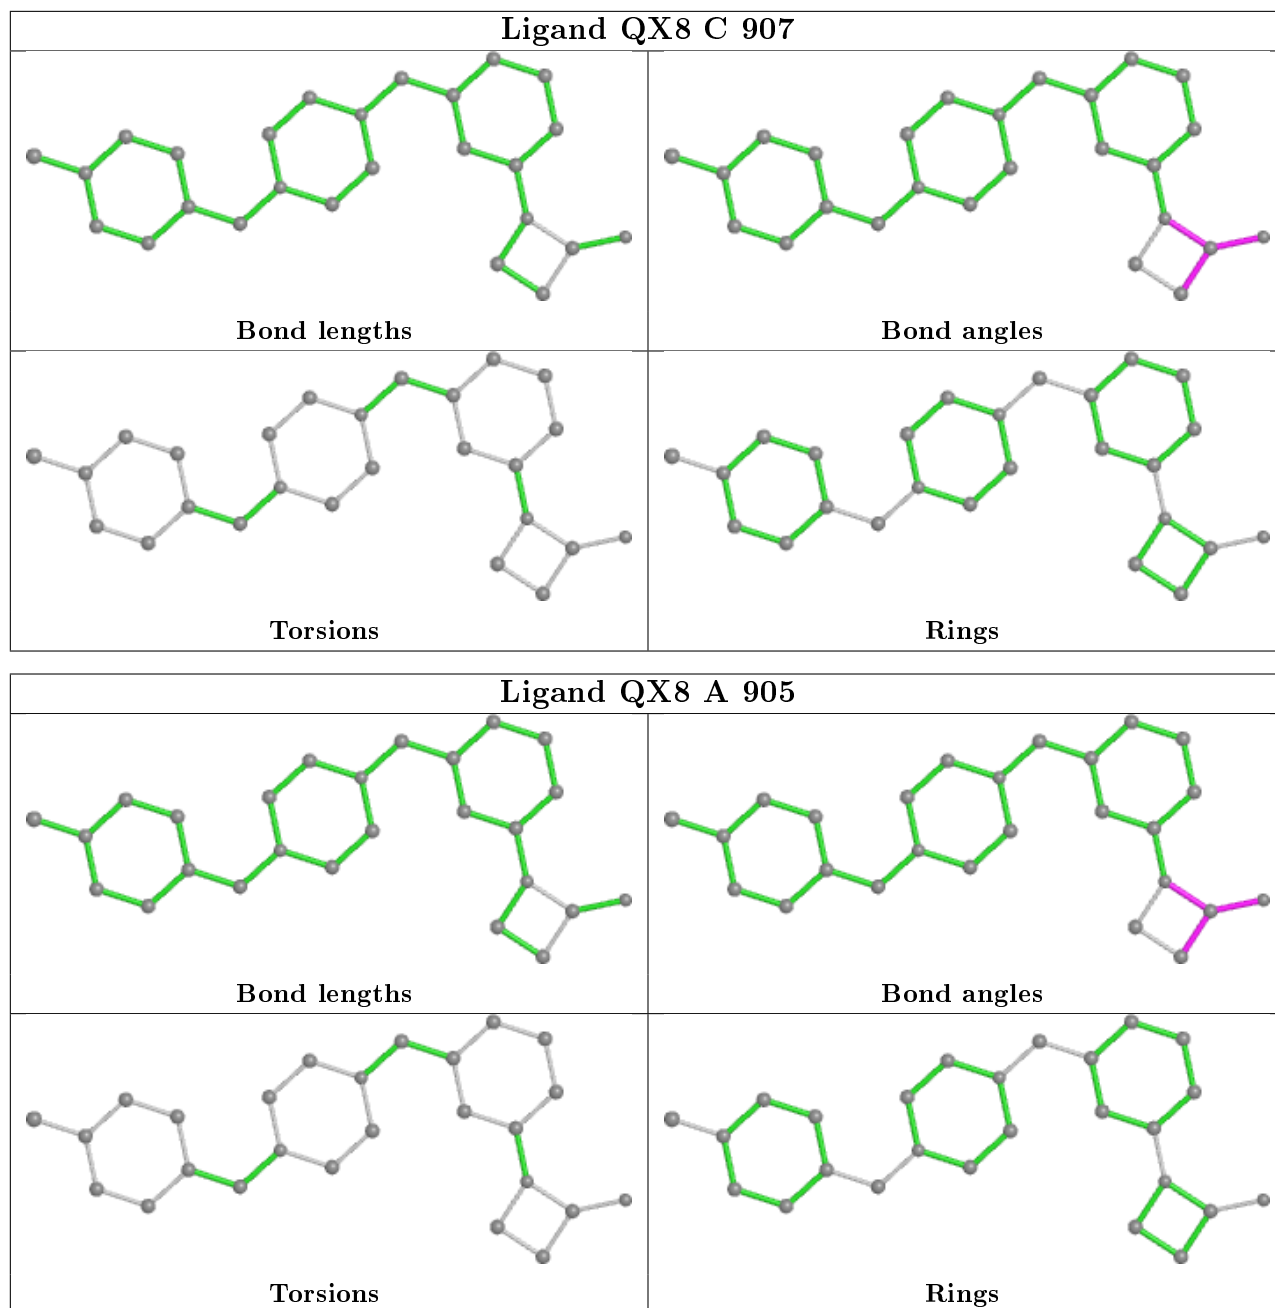 Ligand QX8 C 907
Bond lengths
Bond angles
Torsions
Rings
Ligand QX8 A 905
Bond lengths
Bond angles
Torsions
Rings